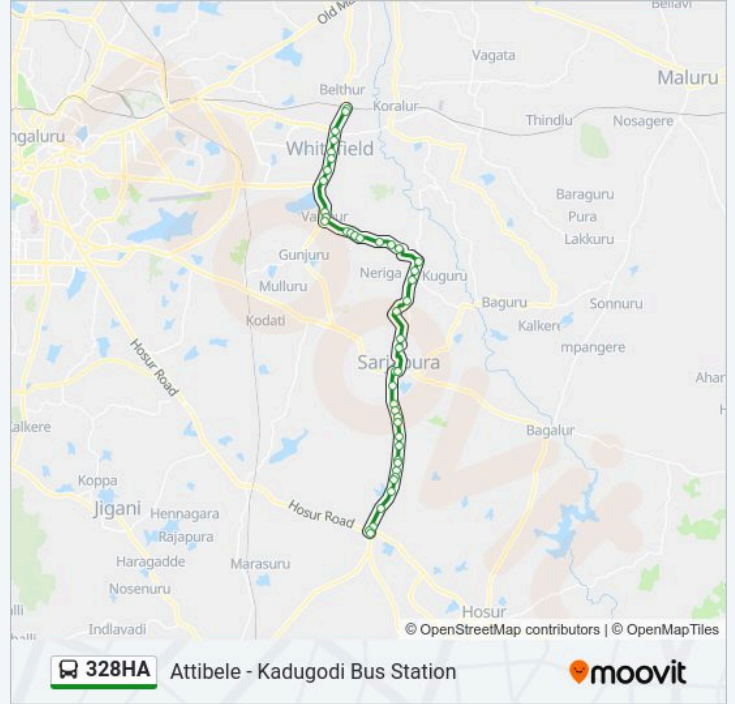 Bellavi
Old Ma
Vagata
Maluru
Belthur
Koralur
Thindlu
Nosagere
ngaluru
Whitefield
Baraguru
Pura
Lakkuru
Gunjuru
Neriga
Kuguru
Mulluru
Baguru
Sonnuru
Kodati
Kalkere
mpangere
Hosur Road
Sarjapura
Ahar
H
alkere
Bagalur
Koppa
Jigani
Hennagara
Hosur Road
Rajapura
Haragadde
Marasuru
Nosenuru
Hosur
lli
halli
Indlavadi
© OpenStreetMap contributors | © OpenMapTiles
328HA Attibele - Kadugodi Bus Station
moovit